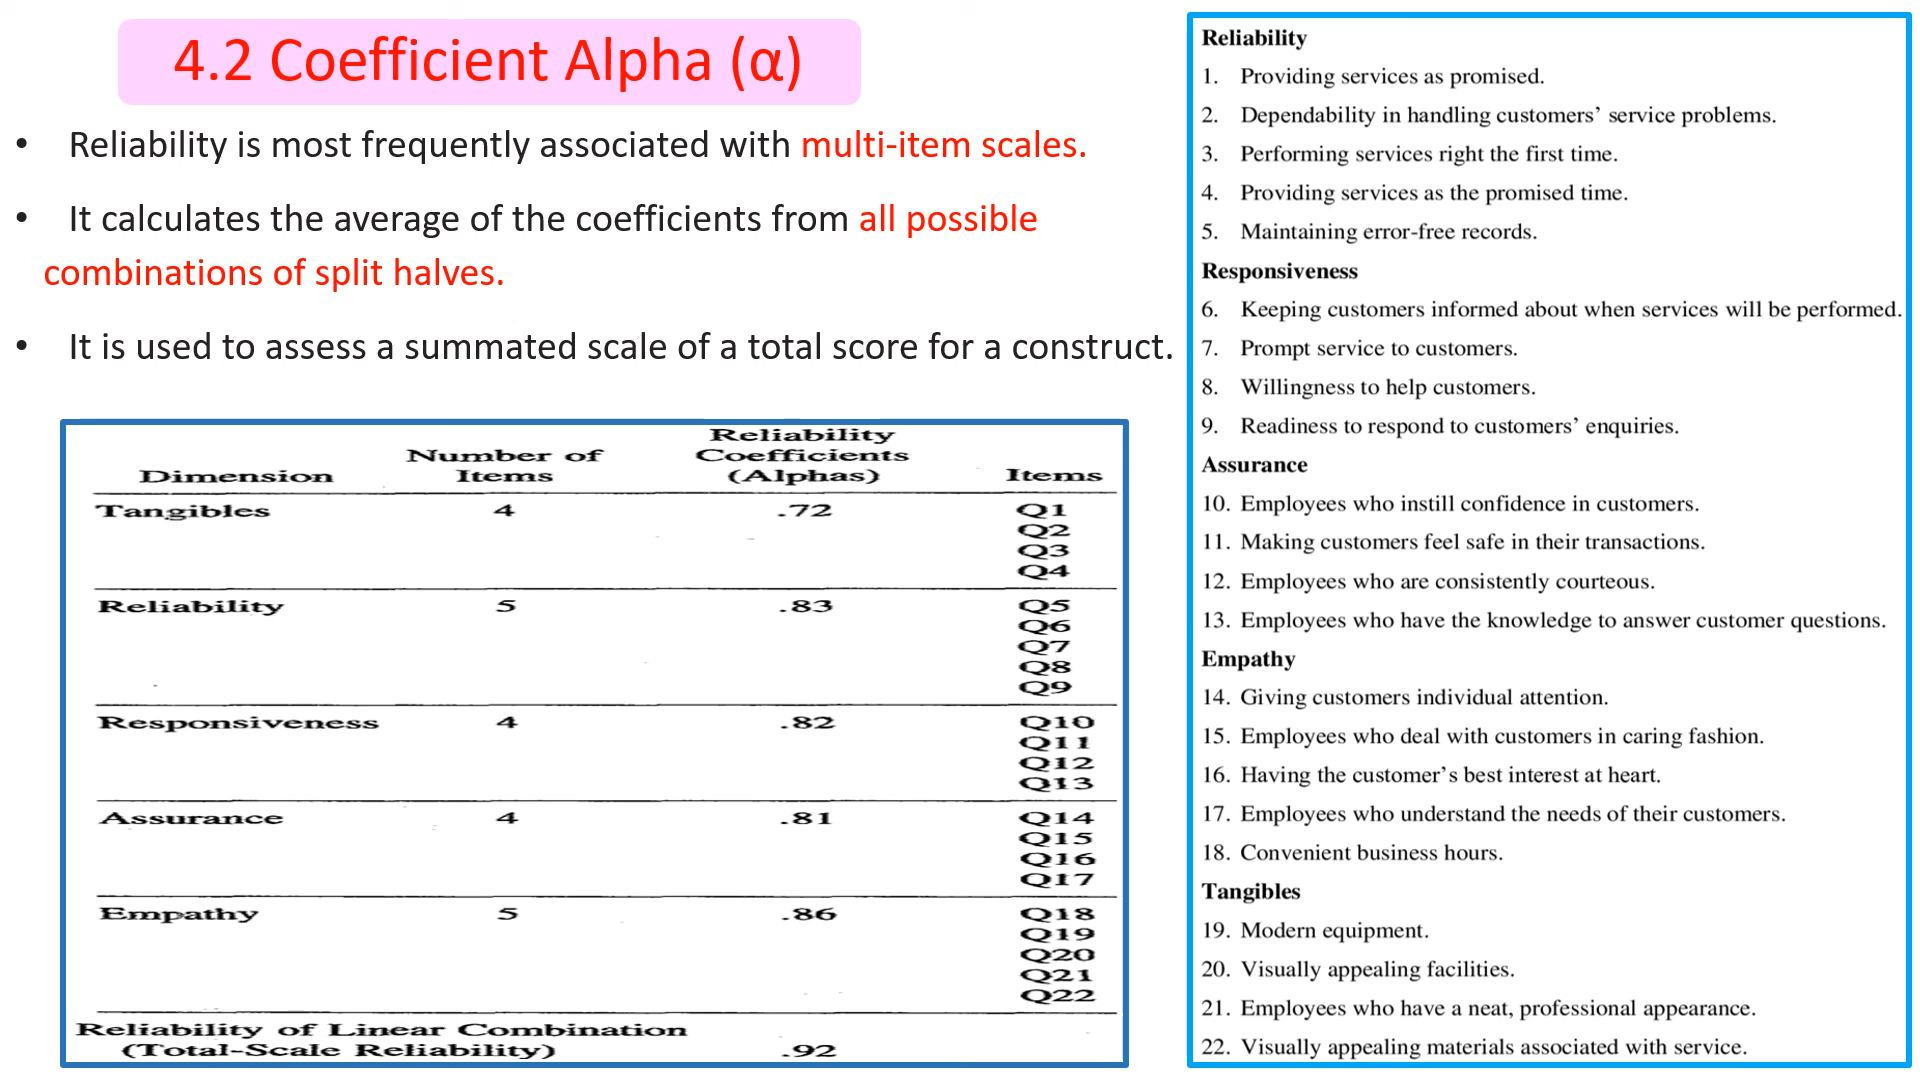 4.2 Coefficient Alpha (α)
• Reliability is most frequently associated with multi-item scales.
• It calculates the average of the coefficients from all possible
combinations of split halves.
• It is used to assess a summated scale of a total score for a construct.
Dimension Number of Items Reliability Coefficients (Alphas) Items
Tangibles 4 .72 Q1
Q2
Q3
Q4
Reliability 5 .83 Q5
Q6
Q7
Q8
Q9
Responsiveness 4 .82 Q10
Q11
Q12
Q13
Assurance 4 .81 Q14
Q15
Q16
Q17
Empathy 5 .86 Q18
Q19
Q20
Q21
Q22
Reliability of Linear Combination
(Total-Scale Reliability) .92
Reliability
1. Providing services as promised.
2. Dependability in handling customers’ service problems.
3. Performing services right the first time.
4. Providing services as the promised time.
5. Maintaining error-free records.
Responsiveness
6. Keeping customers informed about when services will be performed.
7. Prompt service to customers.
8. Willingness to help customers.
9. Readiness to respond to customers’ enquiries.
Assurance
10. Employees who instill confidence in customers.
11. Making customers feel safe in their transactions.
12. Employees who are consistently courteous.
13. Employees who have the knowledge to answer customer questions.
Empathy
14. Giving customers individual attention.
15. Employees who deal with customers in caring fashion.
16. Having the customer’s best interest at heart.
17. Employees who understand the needs of their customers.
18. Convenient business hours.
Tangibles
19. Modern equipment.
20. Visually appealing facilities.
21. Employees who have a neat, professional appearance.
22. Visually appealing materials associated with service.